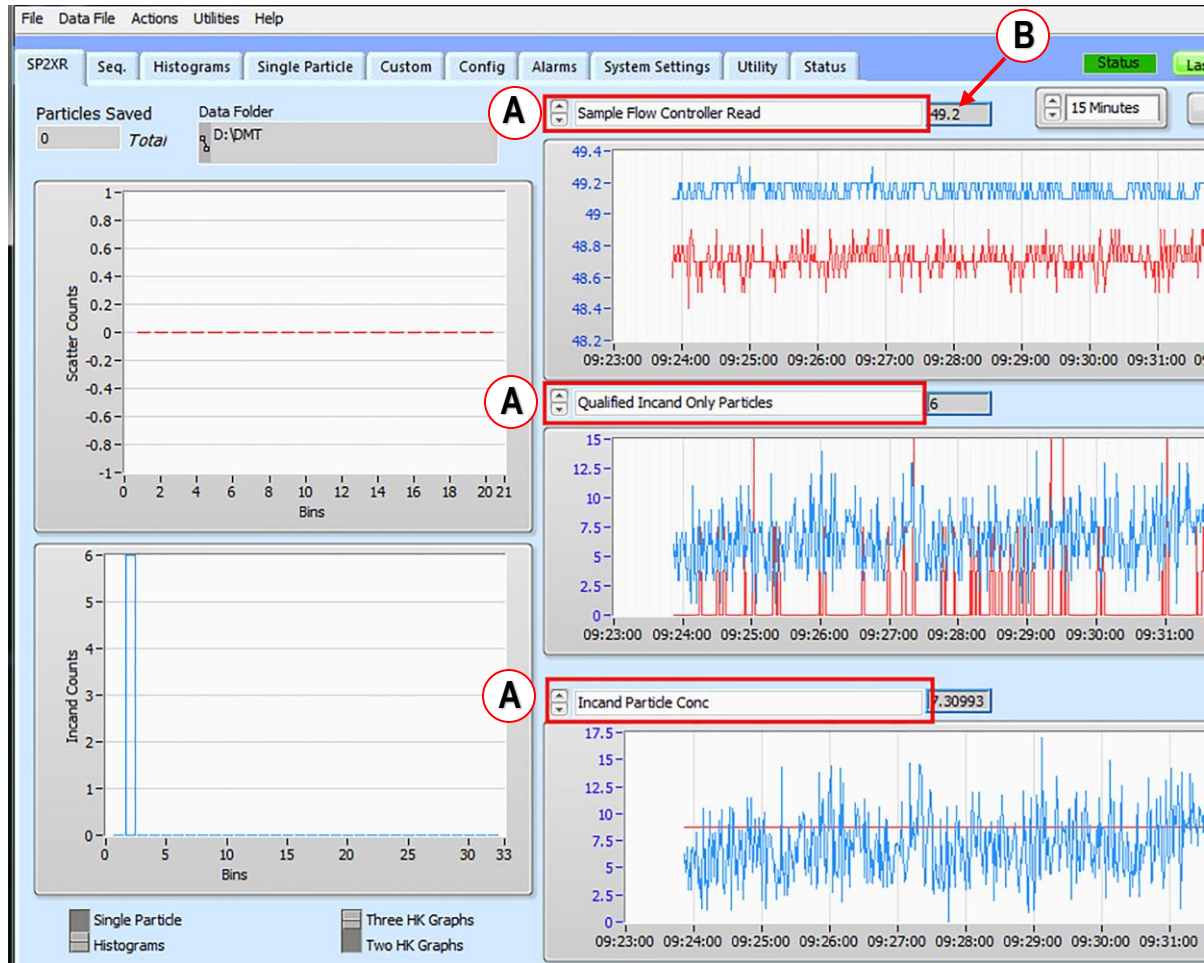 File Data File Actions Utilities Help
B
SP2XR Seq. Histograms Single Particle Custom Config Alarms System Settings Utility Status
Status
Particles Saved
0 Total
Data Folder
D:\DMT
1
0.8
0.6
0.4
0.2
0
-0.2
-0.4
-0.6
-0.8
-1
Scatter Counts
0 2 4 6 8 10 12 14 16 18 20 21
Bins
6
5
4
3
2
1
0
Incand Counts
0 5 10 15 20 25 30 33
Bins
Single Particle
Histograms
Three HK Graphs
Two HK Graphs
A
Sample Flow Controller Read
49.2
15 Minutes
49.4
49.2
49
48.8
48.6
48.4
48.2
09:23:00 09:24:00 09:25:00 09:26:00 09:27:00 09:28:00 09:29:00 09:30:00 09:31:00
A
Qualified Incand Only Particles
6
15
12.5
10
7.5
5
2.5
0
09:23:00 09:24:00 09:25:00 09:26:00 09:27:00 09:28:00 09:29:00 09:30:00 09:31:00
A
Incand Particle Conc
7.30993
17.5
15
12.5
10
7.5
5
2.5
0
09:23:00 09:24:00 09:25:00 09:26:00 09:27:00 09:28:00 09:29:00 09:30:00 09:31:00